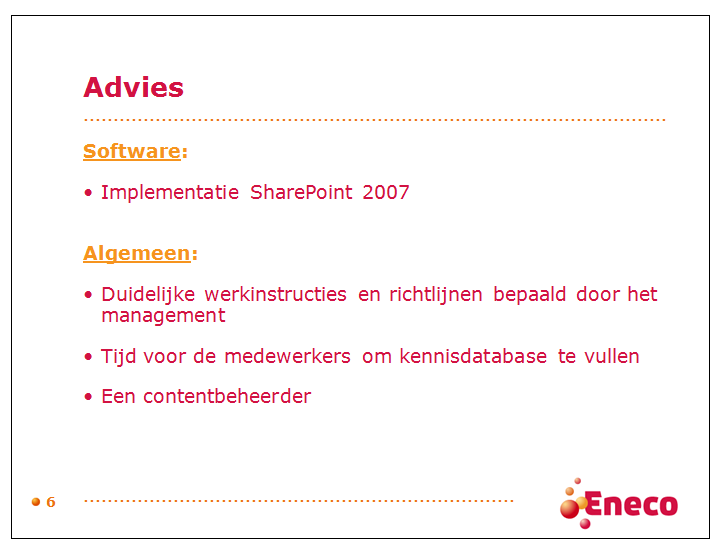 Advies
Software:
• Implementatie SharePoint 2007
Algemeen:
• Duidelijke werkinstructies en richtlijnen bepaald door het
management
• Tijd voor de medewerkers om kennisdatabase te vullen
• Een contentbeheerder
6
Eneco